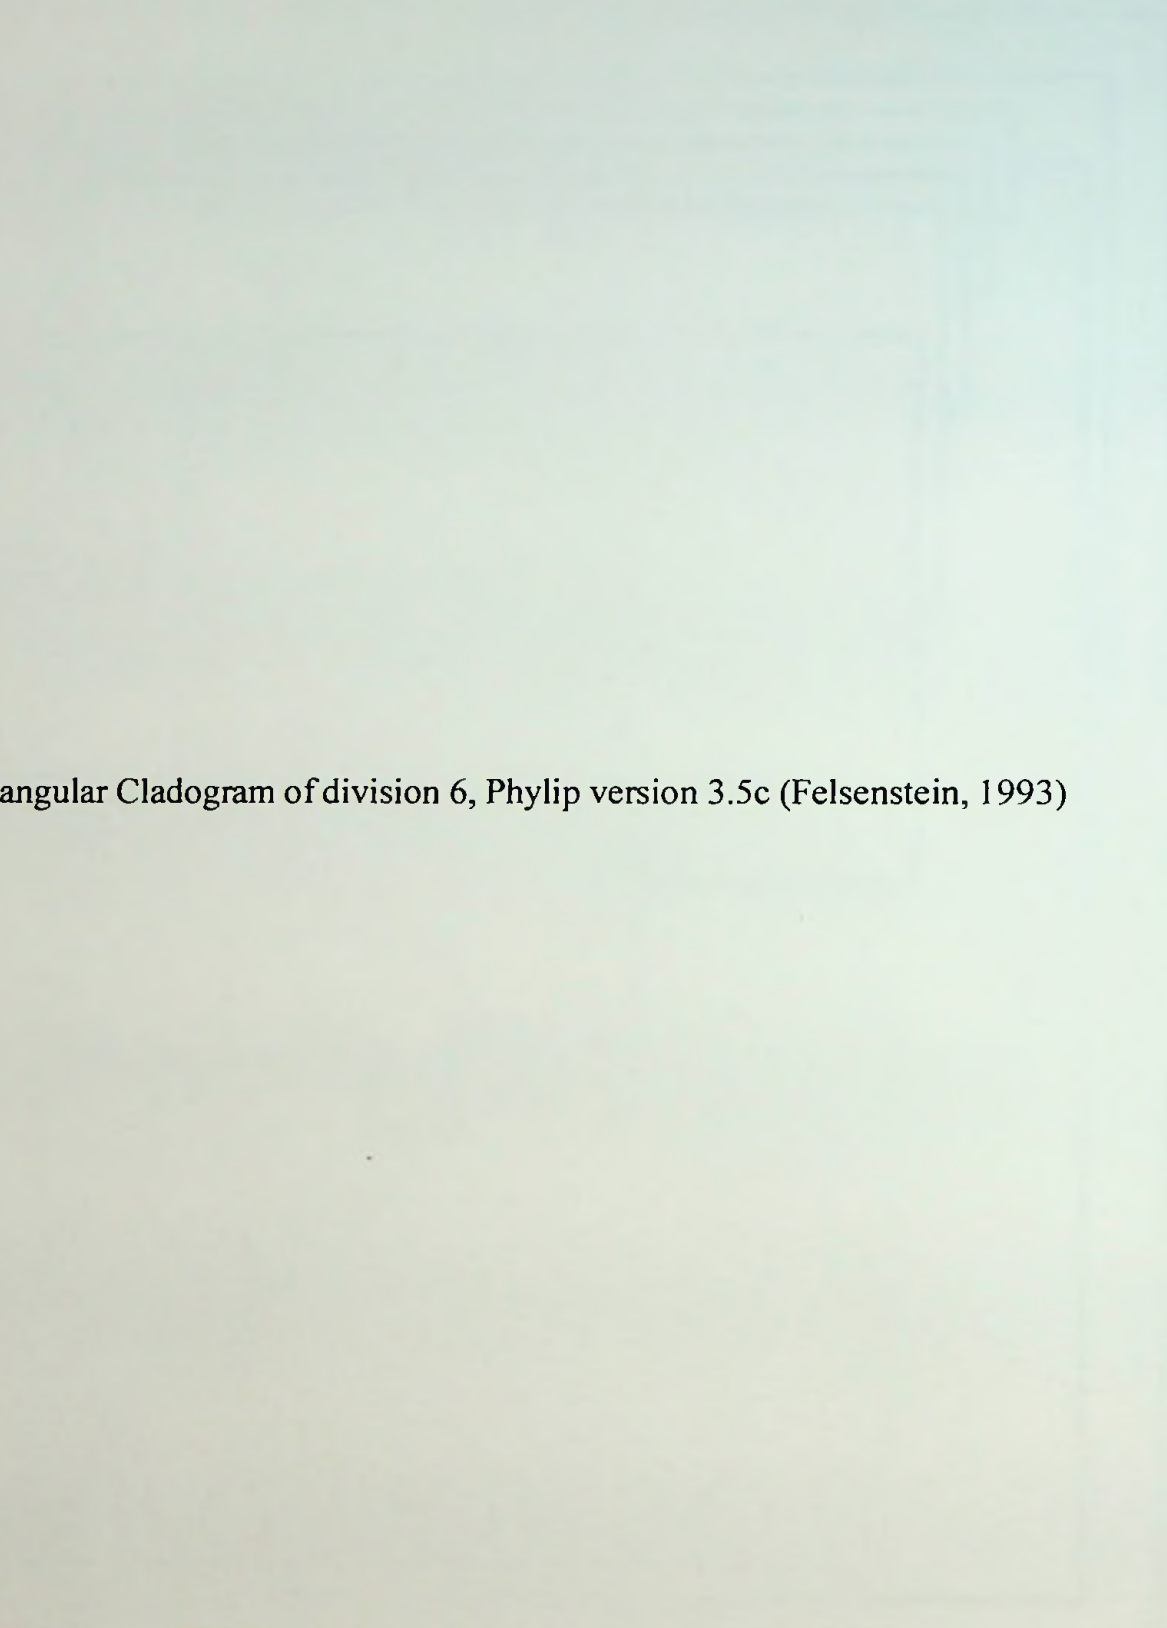 angular Cladogram of division 6, Phylip version 3.5c (Felsenstein, 1993)